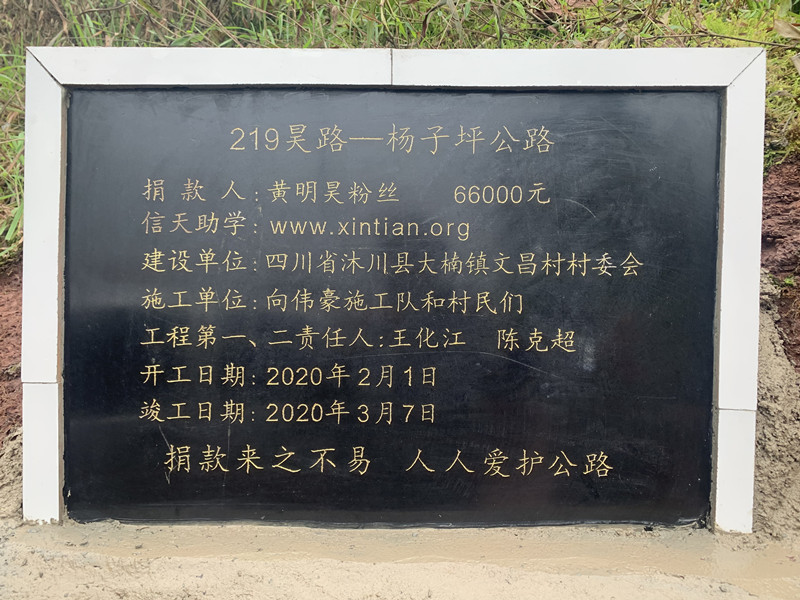 219昊路—杨子坪公路
捐款人:黄明昊粉丝 66000元
信天助学:www.xintian.org
建设单位:四川省沐川县大楠镇文昌村村委会
施工单位:向伟豪施工队和村民们
工程第一、二责任人:王化江 陈克超
开工日期:2020年2月1日
竣工日期:2020年3月7日
捐款来之不易 人人爱护公路